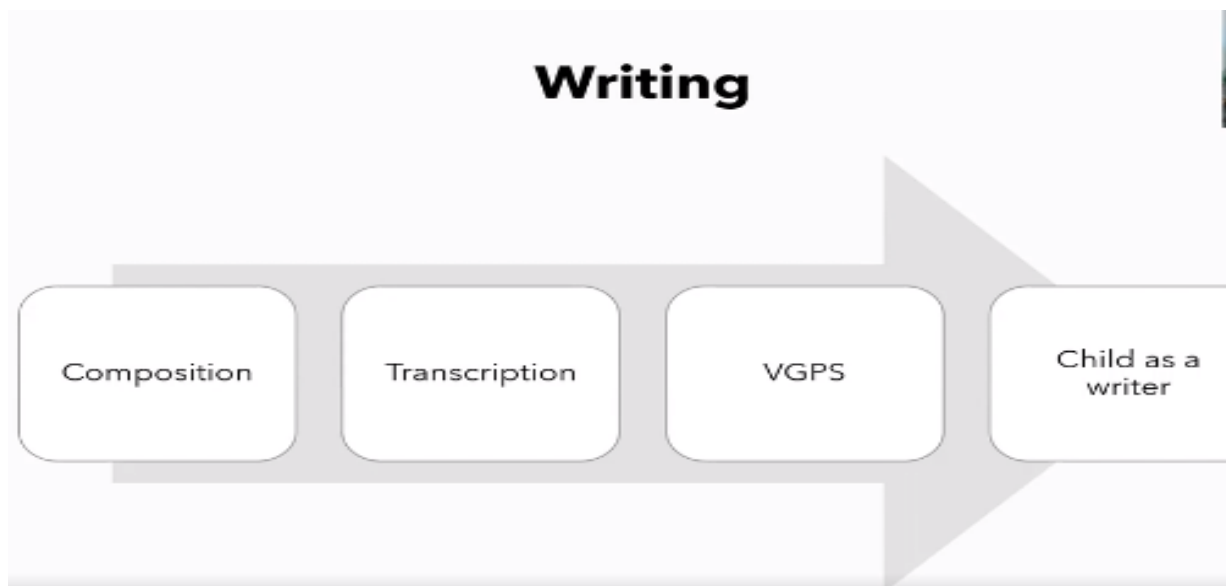 Writing
Composition
Transcription
VGPS
Child as a
writer